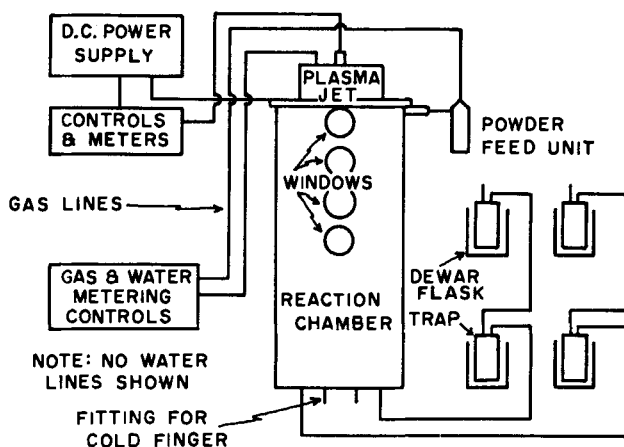 D.C. POWER
SUPPLY
CONTROLS
& METERS
PLASMA
JET
POWDER
FEED UNIT
WINDOWS
GAS LINES
GAS & WATER
METERING
CONTROLS
REACTION
CHAMBER
DEWAR
FLASK
TRAP
NOTE: NO WATER
LINES SHOWN
FITTING FOR
COLD FINGER